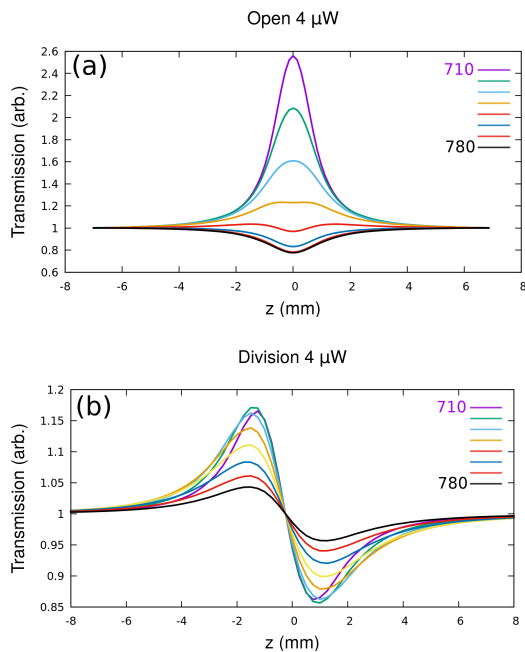 Open 4 μW
(a)
710
780
Transmission (arb.)
2.6
2.4
2.2
2
1.8
1.6
1.4
1.2
1
0.8
0.6
-8 -6 -4 -2 0 2 4 6 8
z (mm)
Division 4 μW
(b)
710
780
Transmission (arb.)
1.2
1.15
1.1
1.05
1
0.95
0.9
0.85
-8 -6 -4 -2 0 2 4 6 8
z (mm)